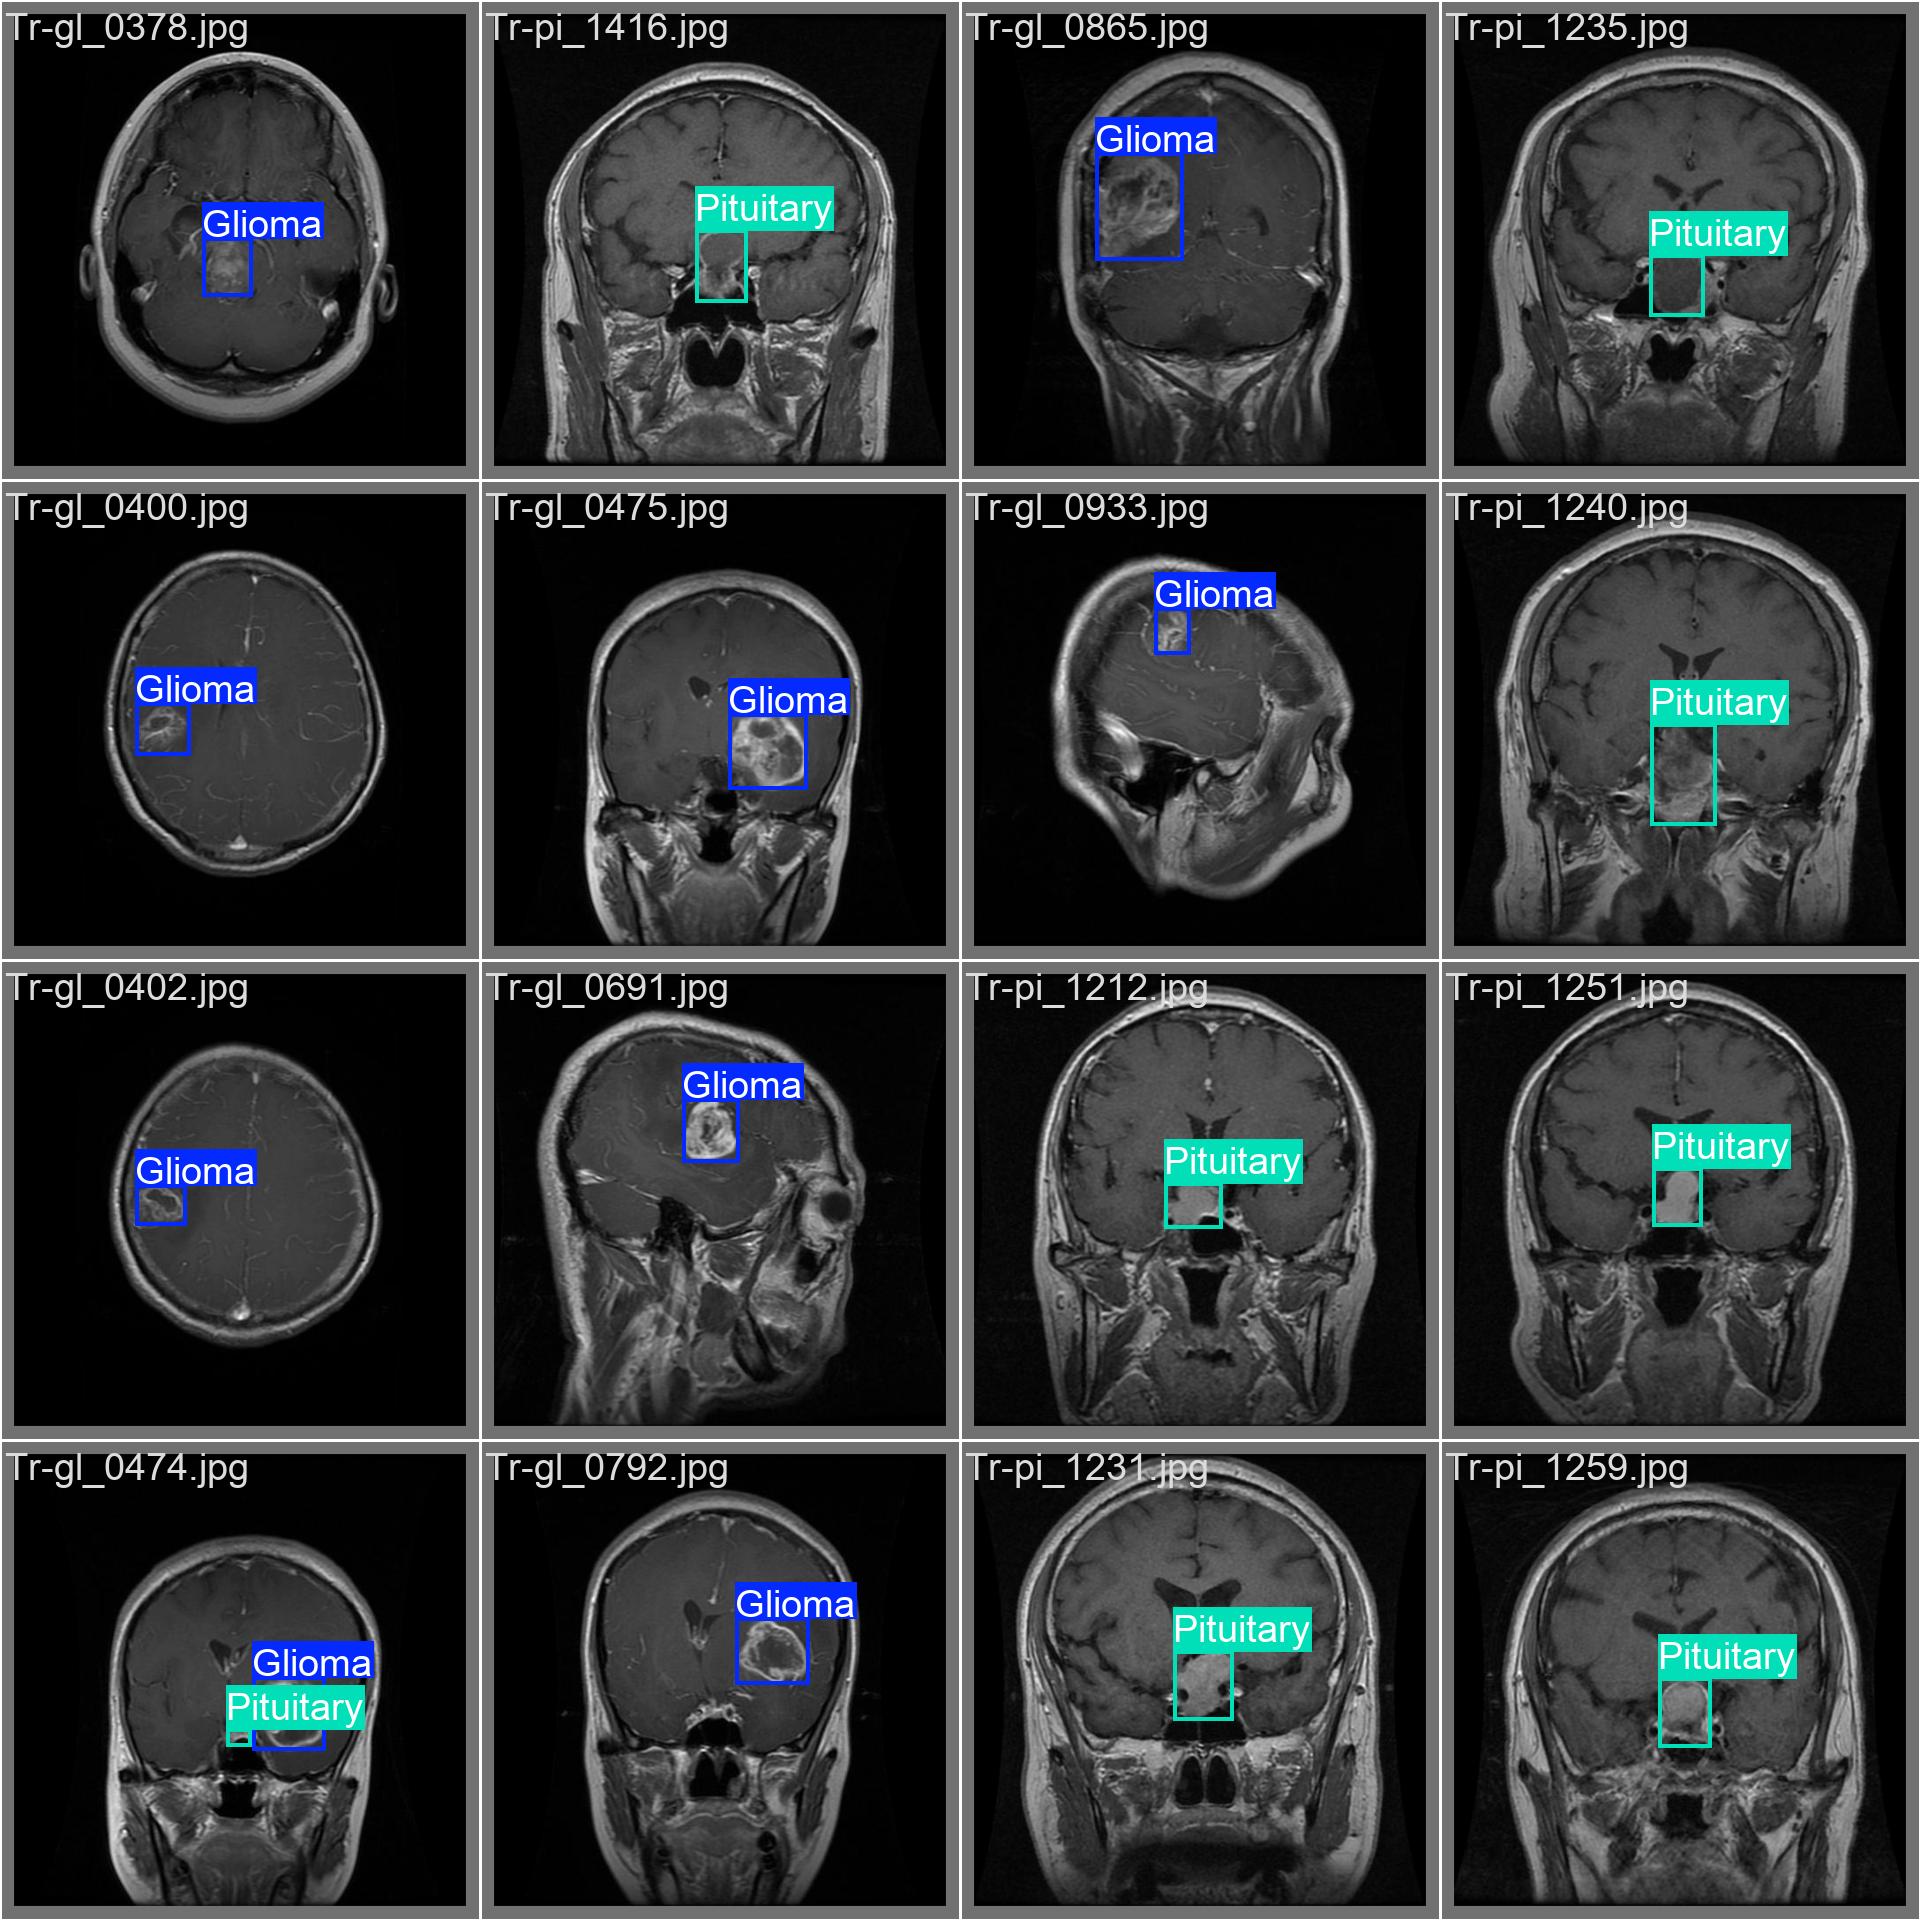 Tr-gl_0378.jpg
Glioma
Tr-pi_1416.jpg
Pituitary
Tr-gl_0865.jpg
Glioma
Tr-pi_1235.jpg
Pituitary
Tr-gl_0400.jpg
Glioma
Tr-gl_0475.jpg
Glioma
Tr-gl_0933.jpg
Glioma
Tr-pi_1240.jpg
Pituitary
Tr-gl_0402.jpg
Glioma
Tr-gl_0691.jpg
Glioma
Tr-pi_1212.jpg
Pituitary
Tr-pi_1251.jpg
Pituitary
Tr-gl_0474.jpg
Glioma
Pituitary
Tr-gl_0792.jpg
Glioma
Tr-pi_1231.jpg
Pituitary
Tr-pi_1259.jpg
Pituitary